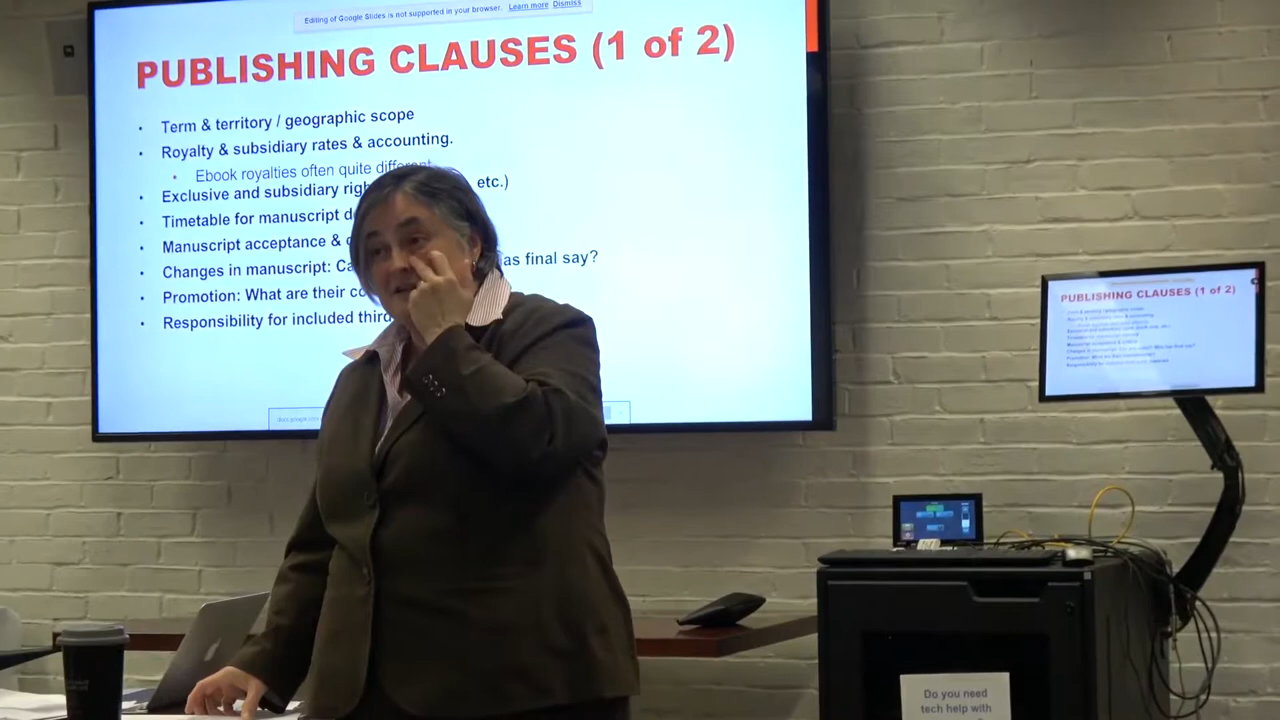 Editing of Google Slides is not supported in your browser. Learn more Dismiss
PUBLISHING CLAUSES (1 of 2)
• Term & territory / geographic scope
• Royalty & subsidiary rates & accounting.
• Ebook royalties often quite different
• Exclusive and subsidiary righ etc.)
• Timetable for manuscript d
• Manuscript acceptance &
• Changes in manuscript: Ca as final say?
• Promotion: What are their co
• Responsibility for included third
PUBLISHING CLAUSES (1 of 2)
Do you need
tech help with